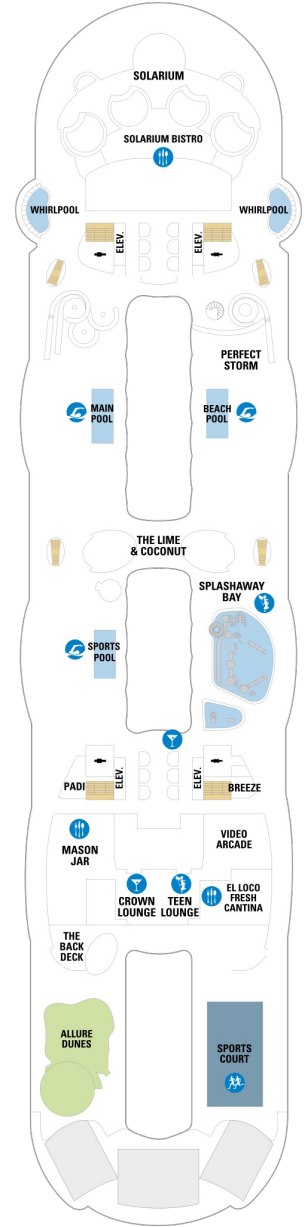 SOLARIUM
SOLARIUM BISTRO
WHIRLPOOL
WHIRLPOOL
ELEV.
ELEV.
PERFECT
STORM
MAIN
POOL
BEACH
POOL
THE LIME
& COCONUT
SPLASHAWAY
BAY
SPORTS
POOL
PADI
ELEV.
ELEV.
BREEZE
MASON
JAR
VIDEO
ARCADE
CROWN
LOUNGE
TEEN
LOUNGE
EL LOCO
FRESH
CANTINA
THE
BACK
DECK
ALLURE
DUNES
SPORTS
COURT